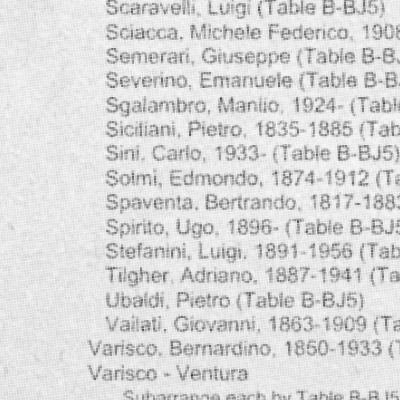 Scaravelli, Luigi (Table B-BJ5)
Sciacca, Michele Federico, 1908
Semerari, Giuseppe (Table B-BJ
Severino, Emanuele (Table B-B
Sgalambro, Manlio, 1924- (Tabl
Siciliani, Pietro, 1835-1885 (Tab
Sini, Carlo, 1933- (Table B-BJ5)
Solmi, Edmondo, 1874-1912 (Ta
Spaventa, Bertrando, 1817-1883
Spirito, Ugo, 1896- (Table B-BJ5
Stefanini, Luigi, 1891-1956 (Tab
Tilgher, Adriano, 1887-1941 (Ta
Ubaldi, Pietro (Table B-BJ5)
Vailati, Giovanni, 1863-1909 (Ta
Varisco, Bernardino, 1850-1933 (T
Varisco - Ventura
Subarrange each by Table B-BJ5